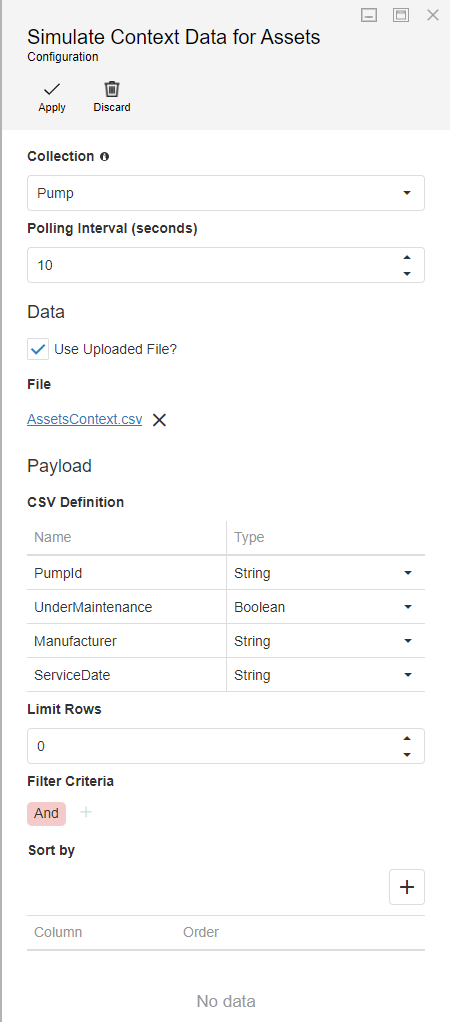 Simulate Context Data for Assets
Configuration
Apply Discard
Collection
Pump
Polling Interval (seconds)
10
Data
Use Uploaded File?
File
AssetsContext.csv
Payload
CSV Definition
Name Type
PumpId String
UnderMaintenance Boolean
Manufacturer String
ServiceDate String
Limit Rows
0
Filter Criteria
And
Sort by
Column Order
No data